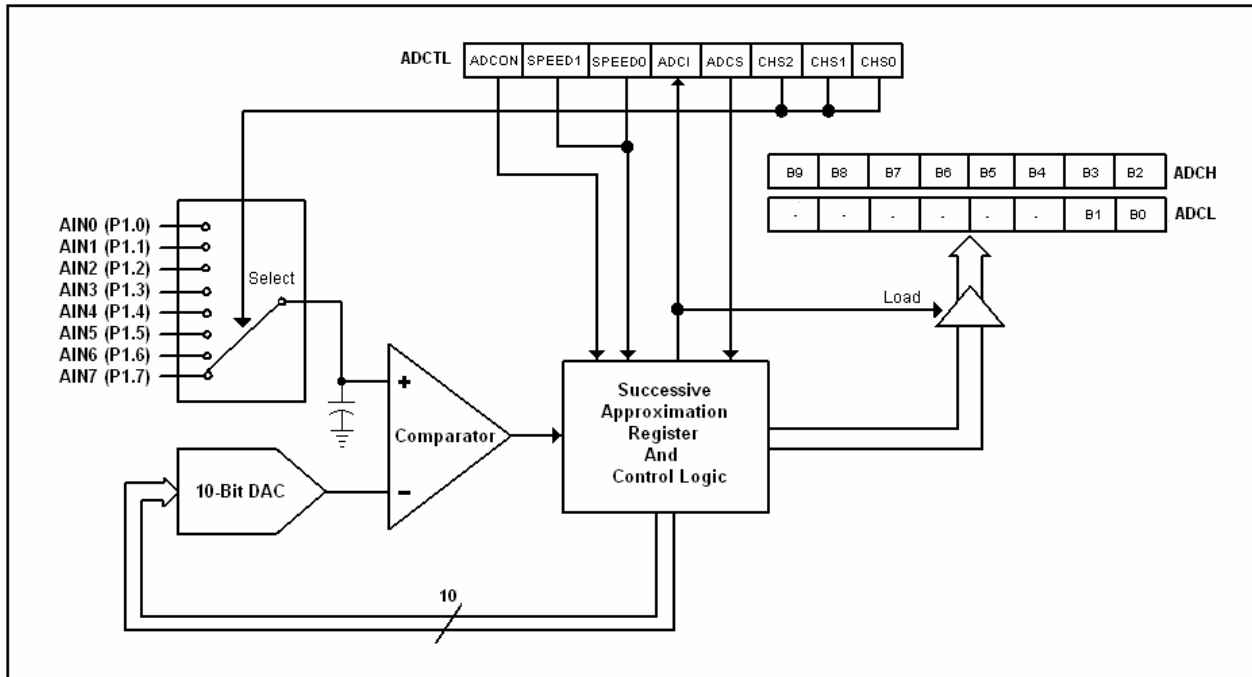 ADCTL ADCON SPEED1 SPEED0 ADCI ADCS CHS2 CHS1 CHS0
B9 B8 B7 B6 B5 B4 B3 B2 ADCH
- - - - - - B1 B0 ADCL
AIN0 (P1.0)
AIN1 (P1.1)
AIN2 (P1.2)
AIN3 (P1.3)
AIN4 (P1.4)
AIN5 (P1.5)
AIN6 (P1.6)
AIN7 (P1.7)
Select
Load
+
Comparator
-
Successive
Approximation
Register
And
Control Logic
10-Bit DAC
10